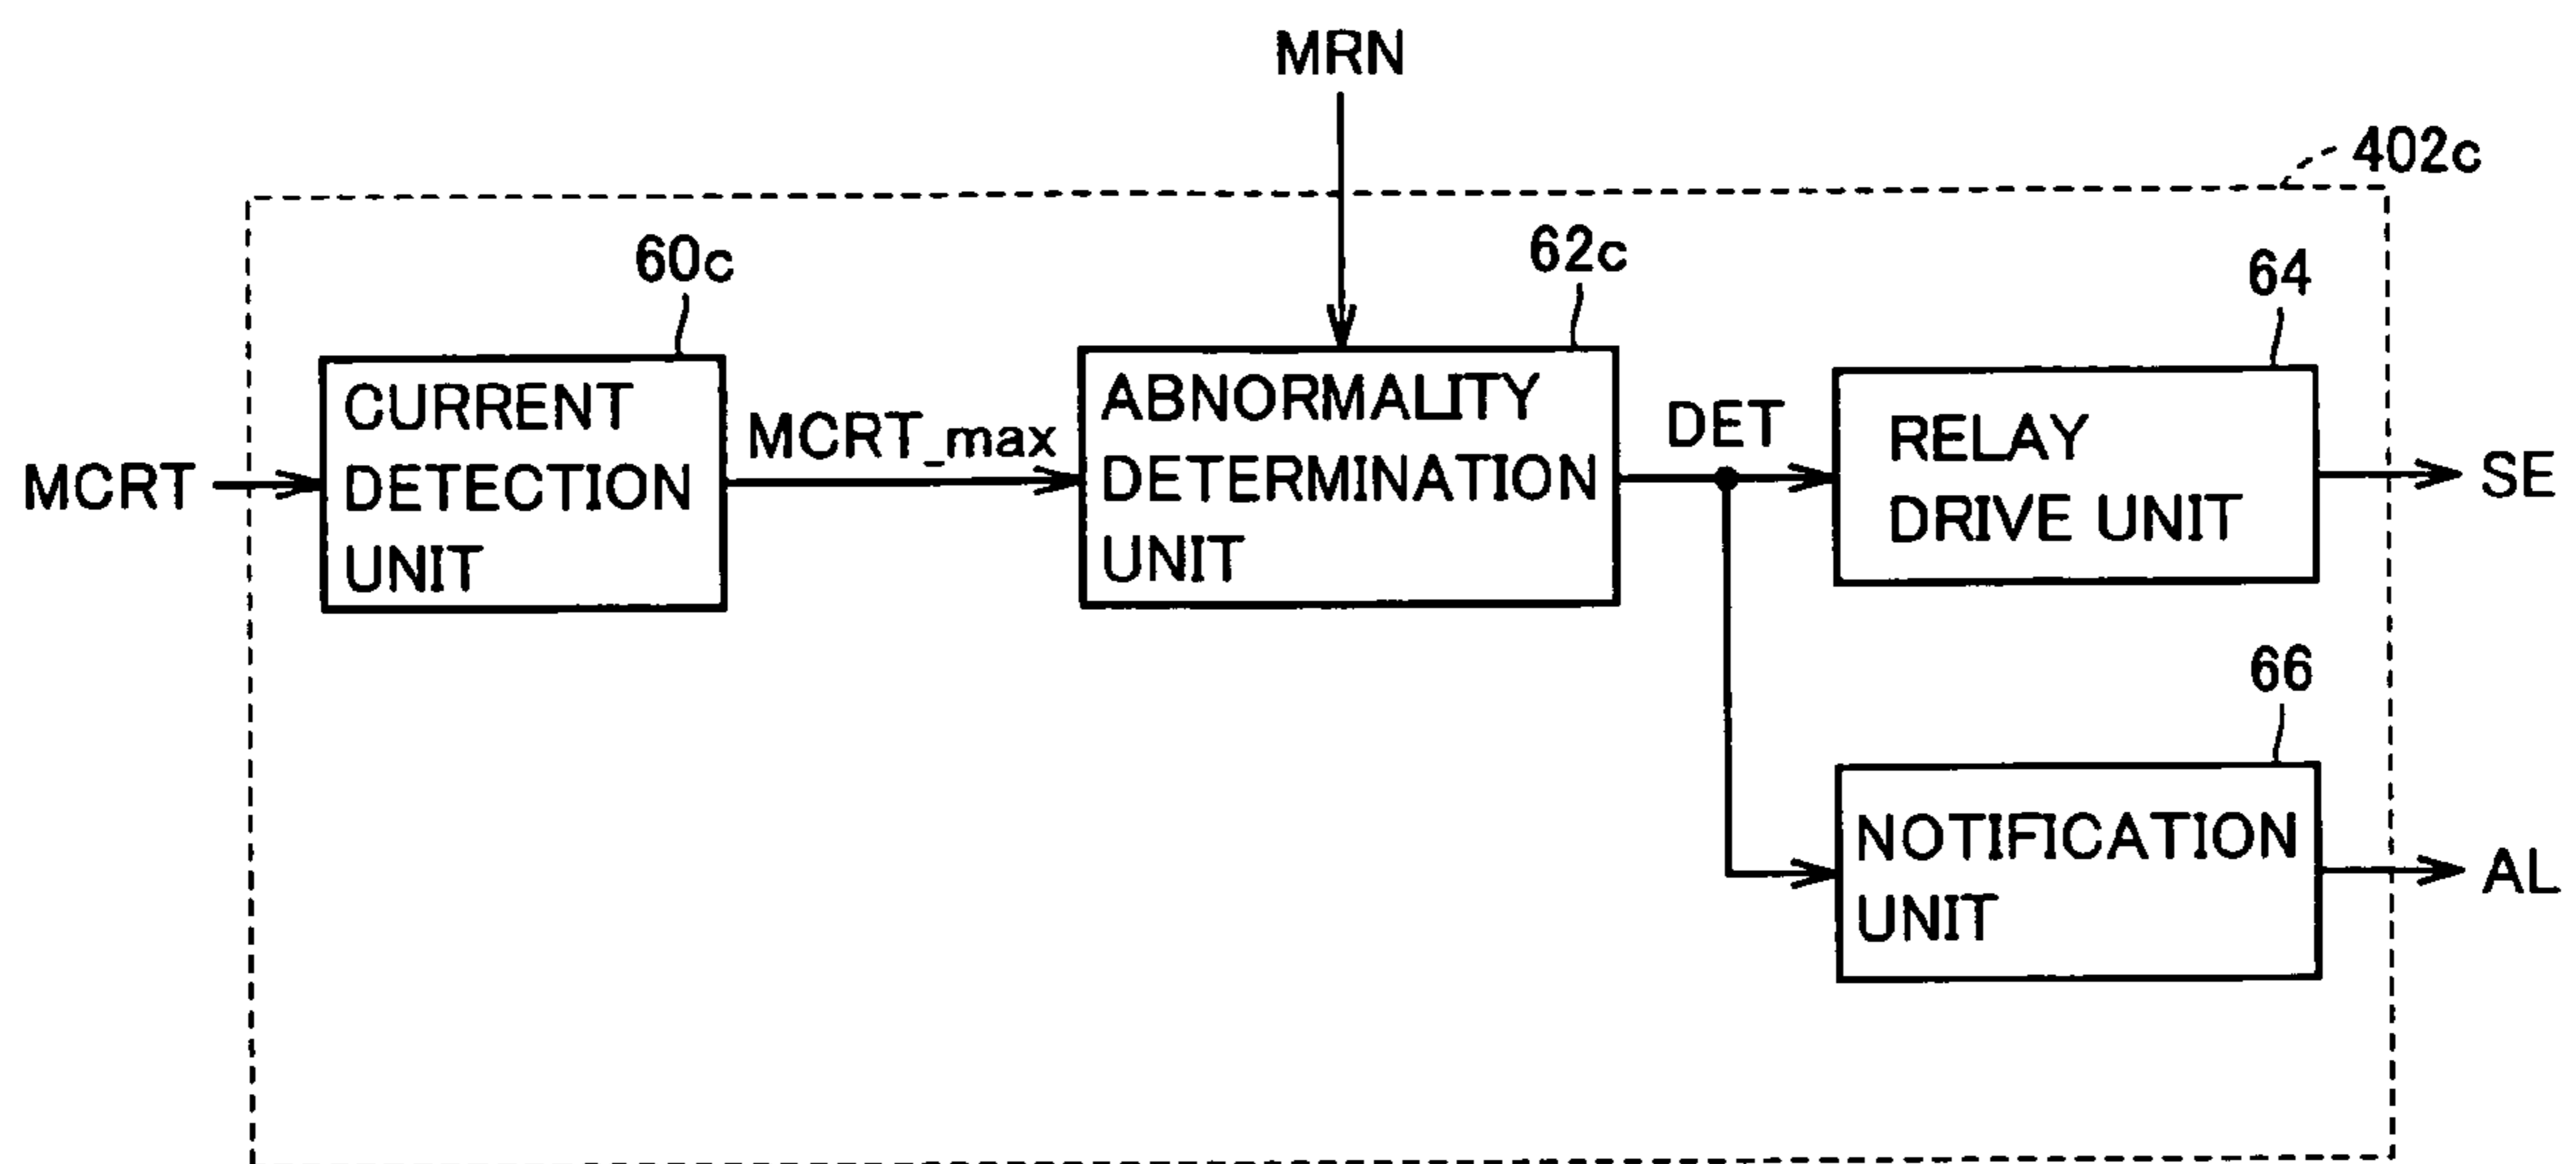 MRN
402c
60c
62c
64
MCRT
CURRENT
DETECTION
UNIT
MCRT_max
ABNORMALITY
DETERMINATION
UNIT
DET
RELAY
DRIVE UNIT
SE
66
NOTIFICATION
UNIT
AL